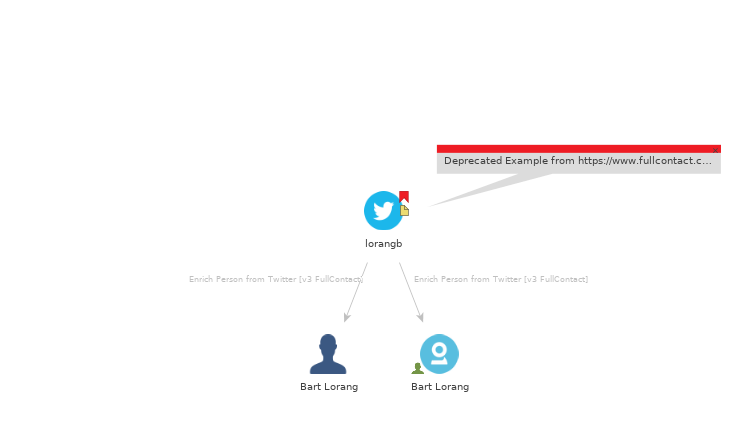 Deprecated Example from https://www.fullcontact.c...
lorangb
Enrich Person from Twitter [v3 FullContact]
Enrich Person from Twitter [v3 FullContact]
Bart Lorang
Bart Lorang